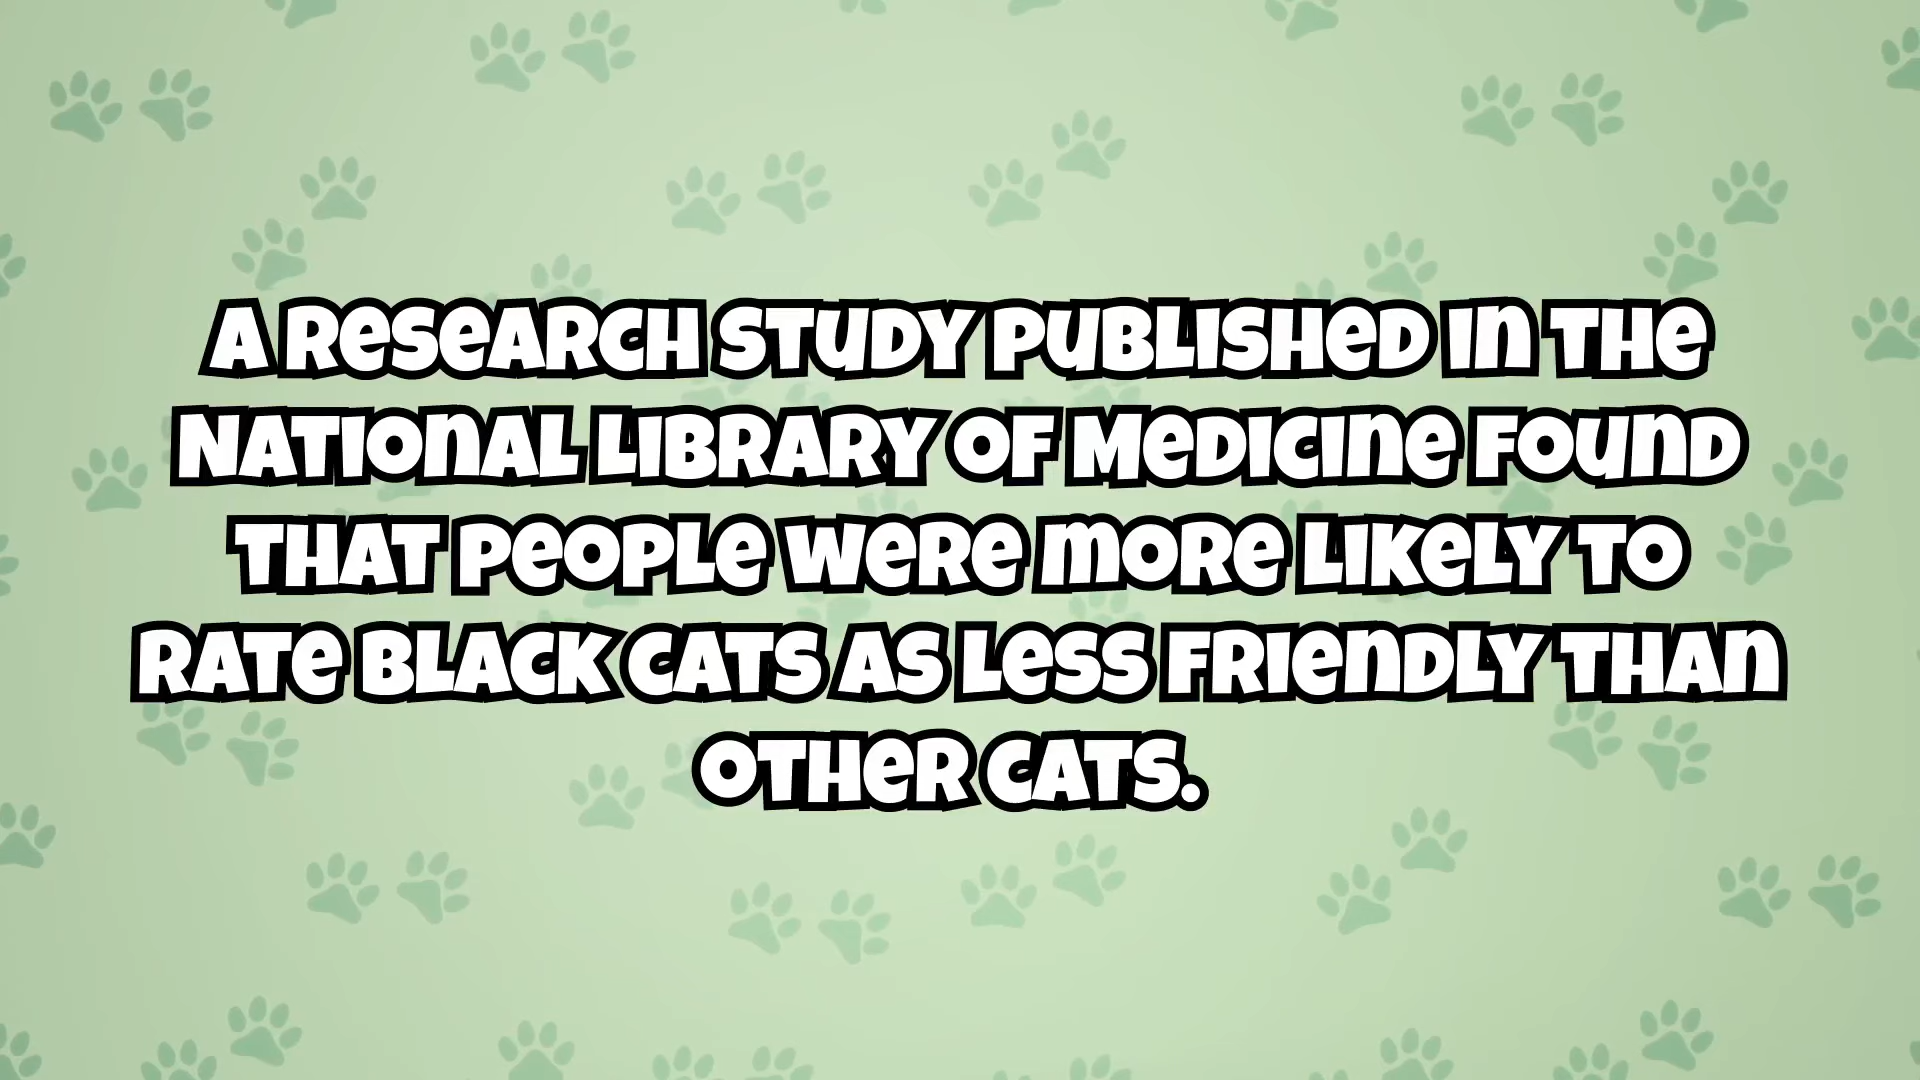 A RESEARCH STUDY PUBLISHED IN THE
NATIONAL LIBRARY OF MEDICINE FOUND
THAT PEOPLE WERE MORE LIKELY TO
RATE BLACK CATS AS LESS FRIENDLY THAN
OTHER CATS.